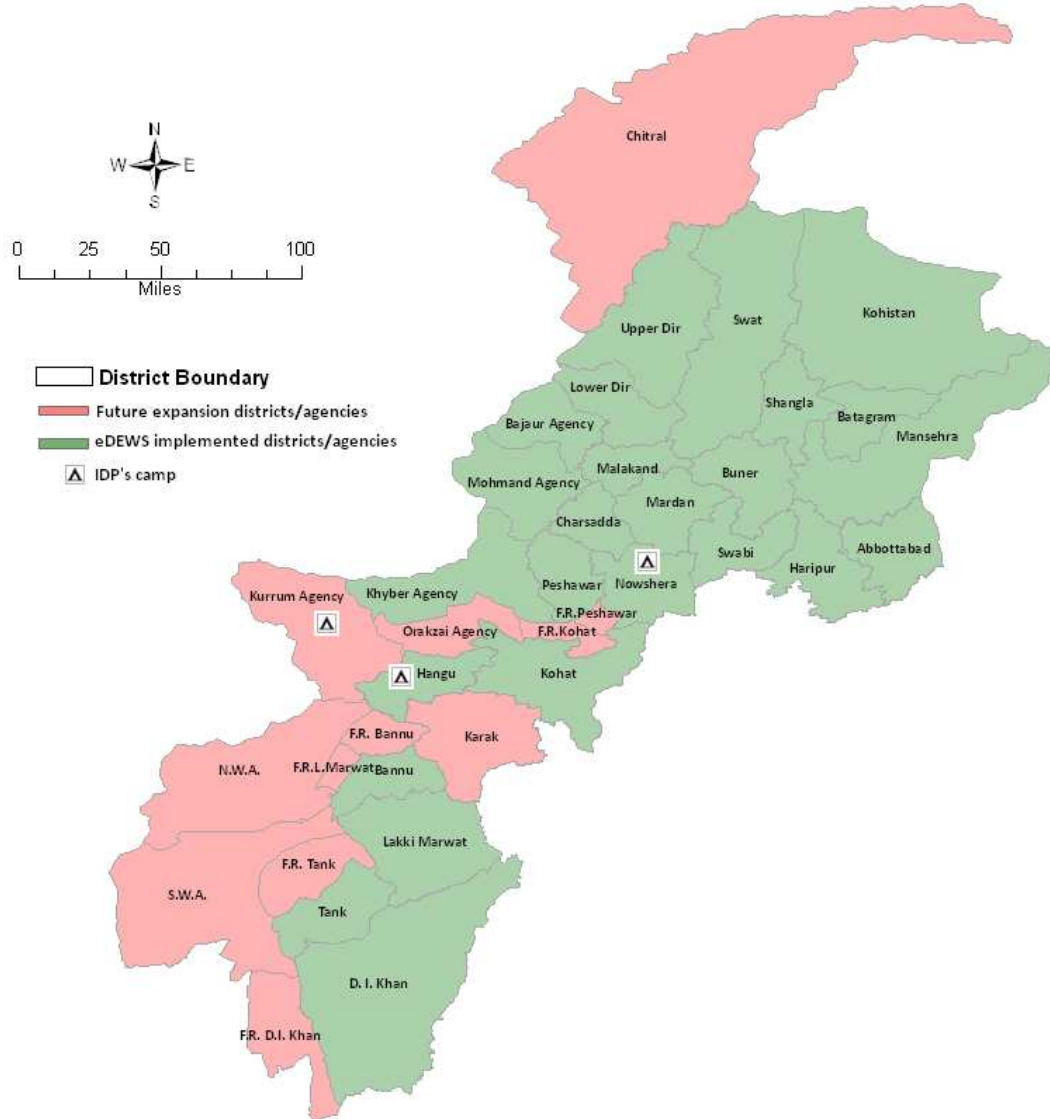 Chitral
N
W E
S
0 25 50 100
Miles
Kohistan
Swat
Upper Dir
District Boundary
Lower Dir
Shangla
Future expansion districts/agencies
Batagram
Bajaur Agency
eDEWS implemented districts/agencies
Mansehra
Malakand
Buner
IDP's camp
Mohmand Agency
Mardan
Charsadda
Abbottabad
Swabi
Haripur
Peshawar
Nowshera
Khyber Agency
Kurrum Agency
F.R.Peshawar
Orakzai Agency
F.R.Kohat
Hangu
Kohat
F.R. Bannu
Karak
N.W.A.
F.R.L.Marwat
Bannu
Lakki Marwat
F.R. Tank
S.W.A.
Tank
D. I. Khan
F.R. D.I. Khan